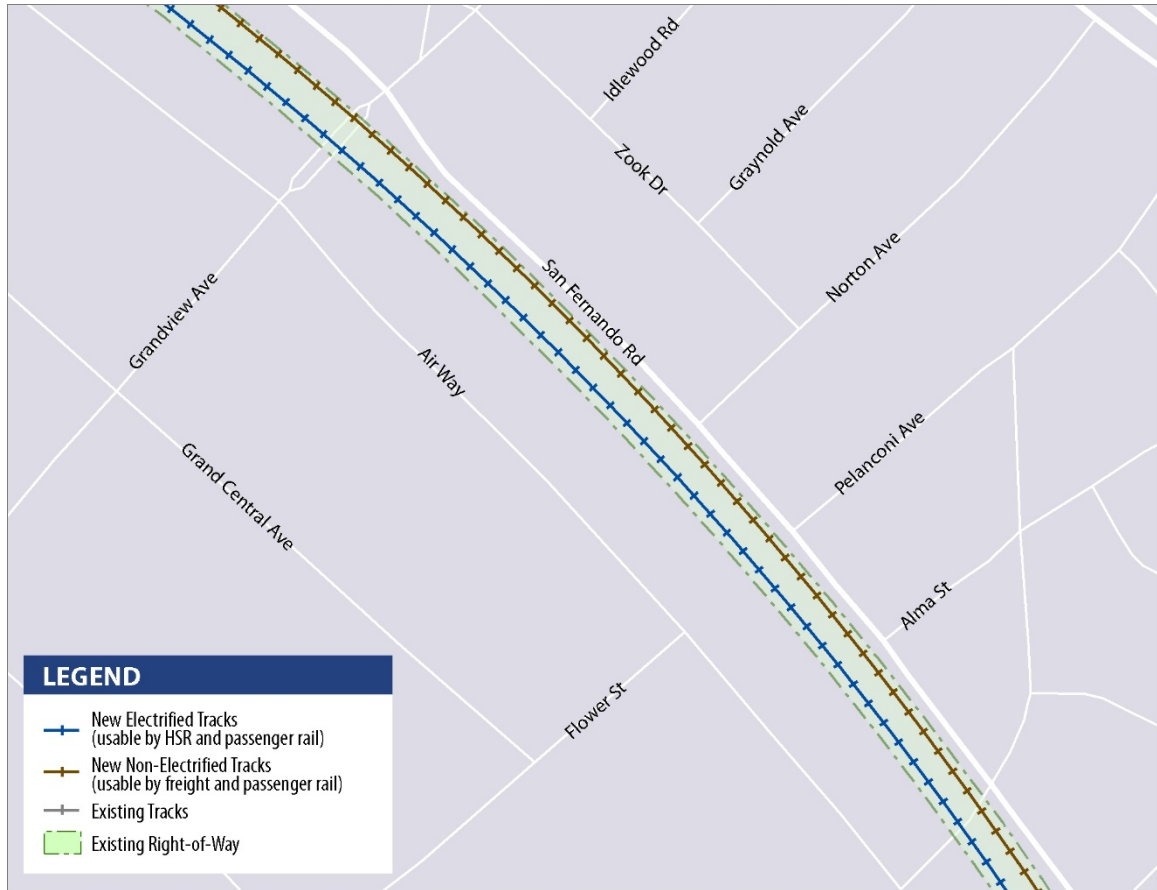 Idlewood Rd
Zook Dr
Graynold Ave
Norton Ave
San Fernando Rd
Grandview Ave
Air Way
Pelanconi Ave
Grand Central Ave
Alma St
Flower St
LEGEND
New Electrified Tracks
(usable by HSR and passenger rail)
New Non-Electrified Tracks
(usable by freight and passenger rail)
Existing Tracks
Existing Right-of-Way